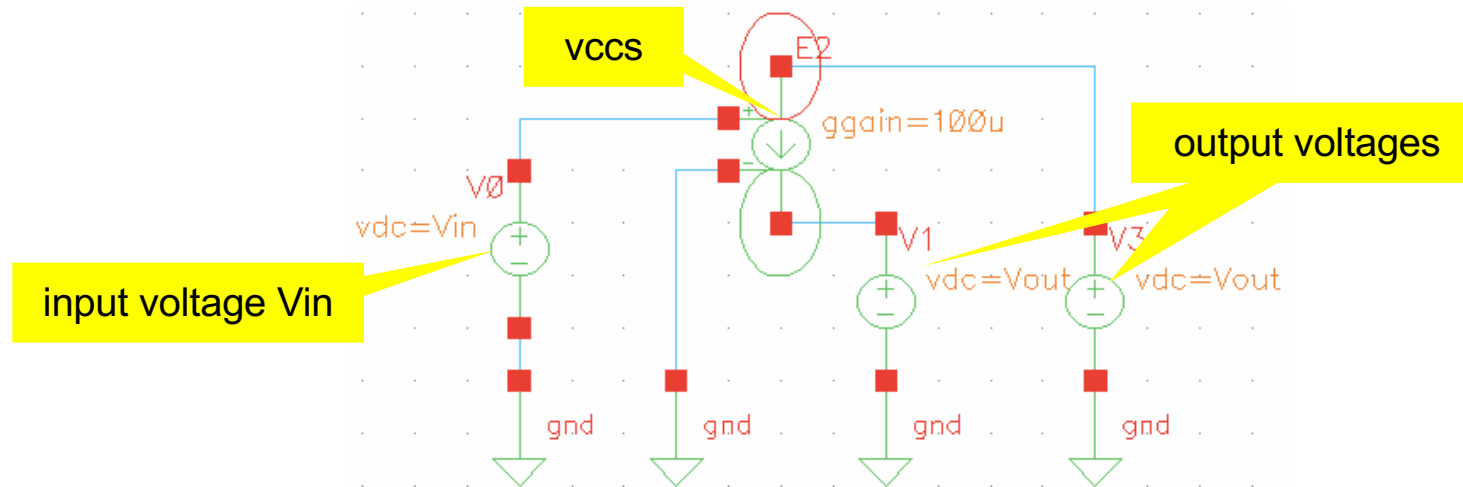 vccs
E2
+
ggain=100u
-
output voltages
V0
vdc=Vin
+
-
input voltage Vin
V1
vdc=Vout
+
-
V3
vdc=Vout
+
-
gnd
gnd
gnd
gnd